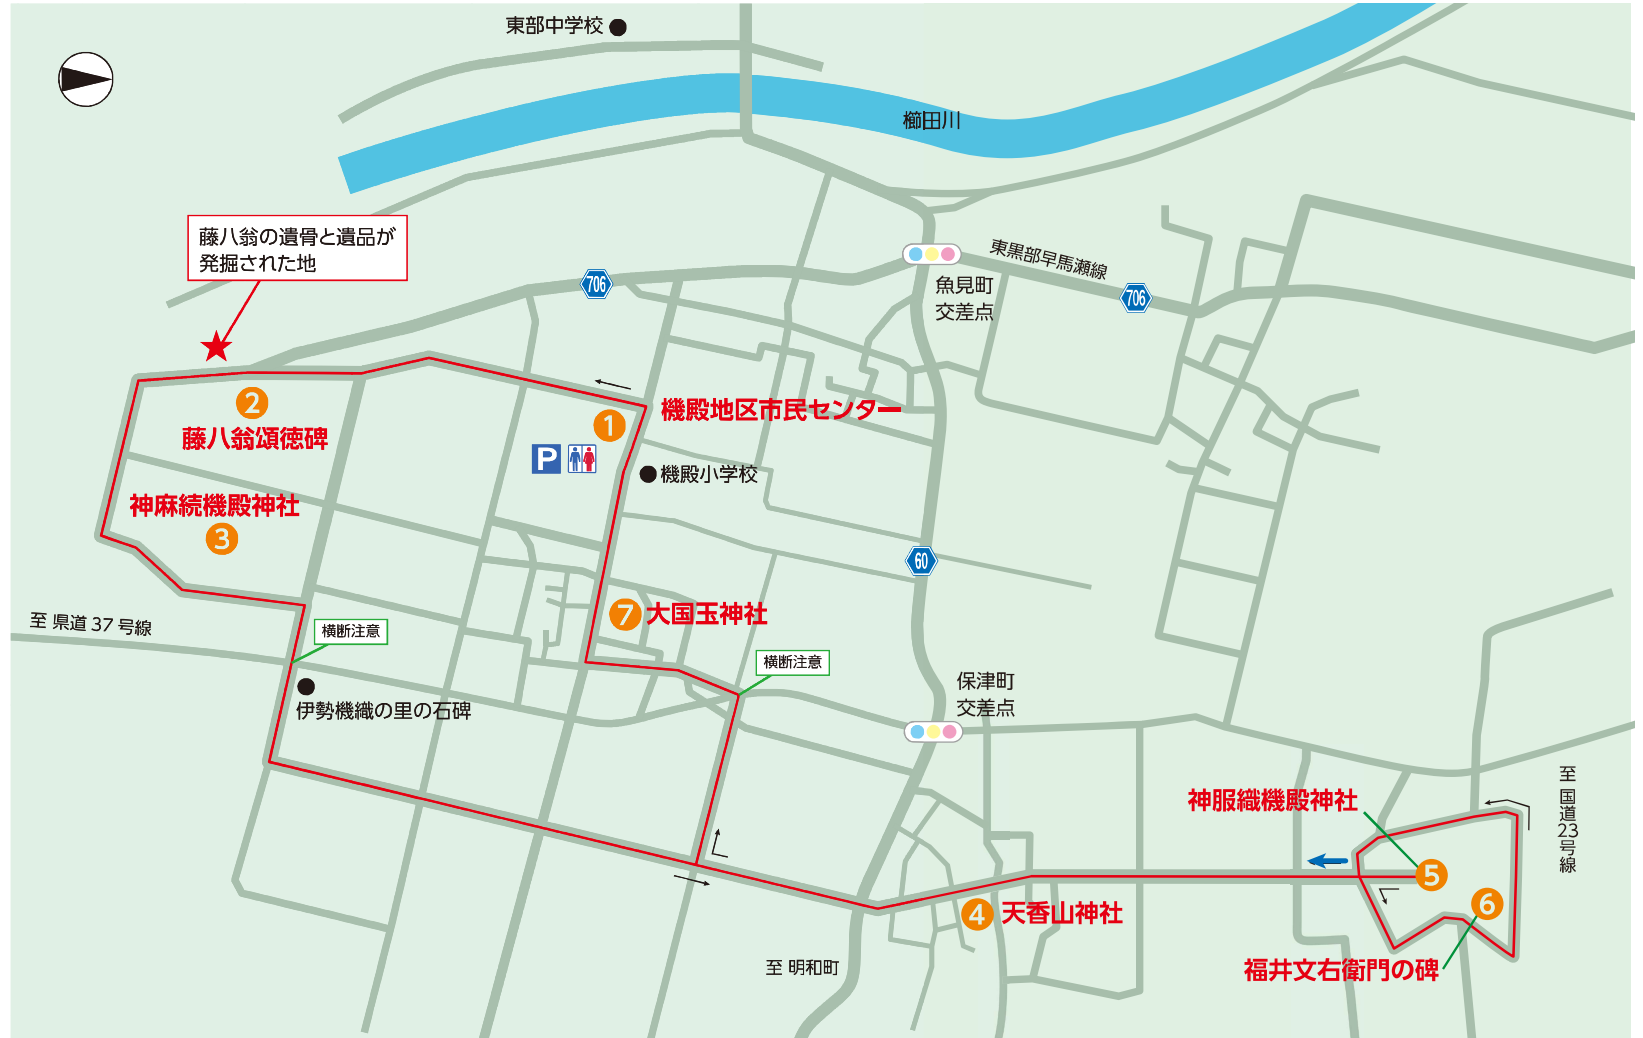 東部中学校
櫛田川
藤八翁の遺骨と遺品が
発掘された地
706
東黒部早馬瀬線
706
魚見町
交差点
1
機殿地区市民センター
2
藤八翁頌徳碑
P
機殿小学校
神麻続機殿神社
3
60
7
大国玉神社
至 県道 37 号線
横断注意
横断注意
伊勢機織の里の石碑
保津町
交差点
至 国道23号線
神服織機殿神社
5
6
4
天香山神社
至 明和町
福井文右衛門の碑